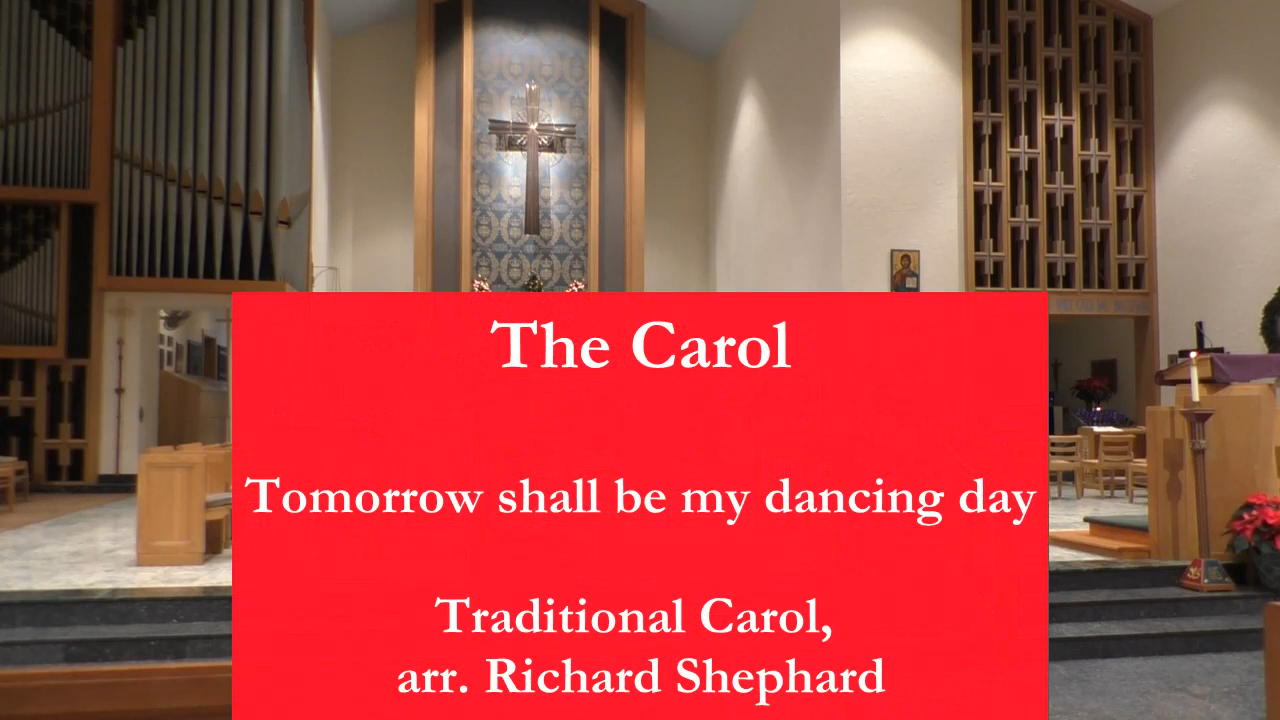 The Carol
Tomorrow shall be my dancing day
Traditional Carol,
arr. Richard Shephard